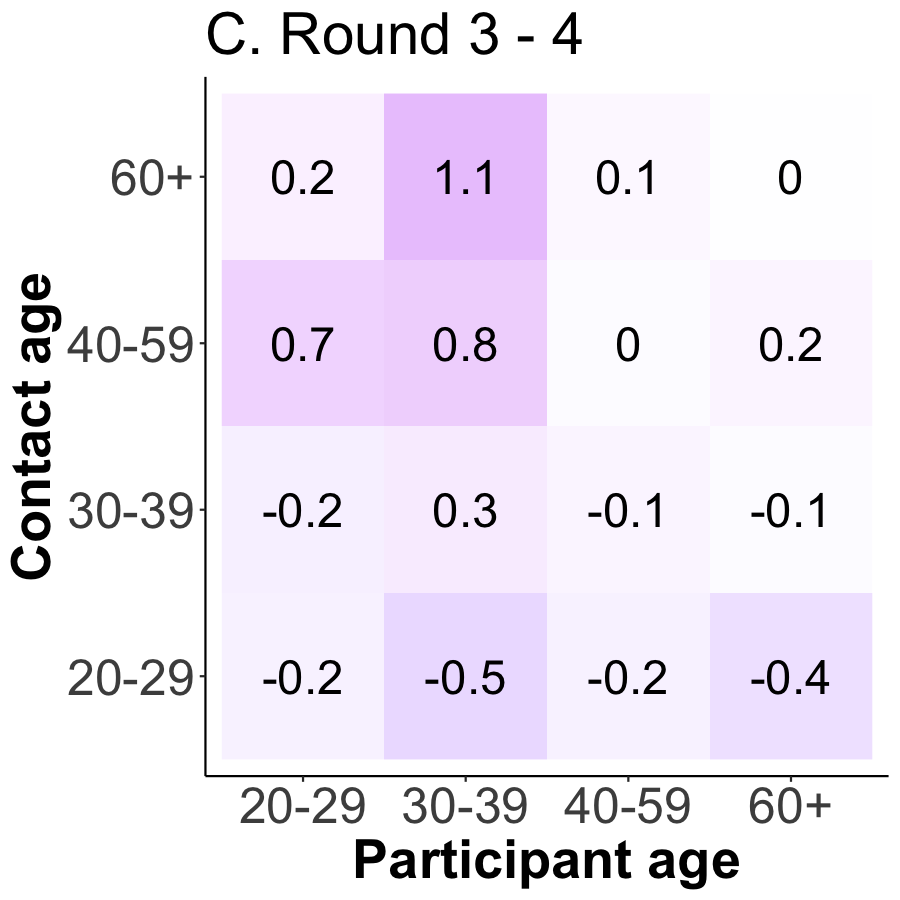 C. Round 3 - 4
Contact age
60+ 0.2 1.1 0.1 0
40-59 0.7 0.8 0 0.2
30-39 -0.2 0.3 -0.1 -0.1
20-29 -0.2 -0.5 -0.2 -0.4
20-29 30-39 40-59 60+
Participant age